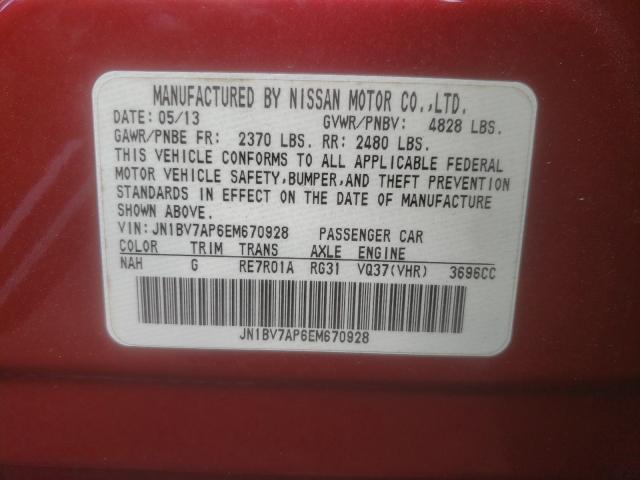 MANUFACTURED BY NISSAN MOTOR CO.,LTD.
DATE: 05/13 GVWR/PNBV: 4828 LBS.
GAWR/PNBE FR: 2370 LBS. RR: 2480 LBS.
THIS VEHICLE CONFORMS TO ALL APPLICABLE FEDERAL
MOTOR VEHICLE SAFETY,BUMPER,AND THEFT PREVENTION
STANDARDS IN EFFECT ON THE DATE OF MANUFACTURE
SHOWN ABOVE.
VIN: JN1BV7AP6EM670928 PASSENGER CAR
COLOR TRIM TRANS AXLE ENGINE
NAH G RE7R01A RG31 VQ37(VHR) 3696CC
JN1BV7AP6EM670928